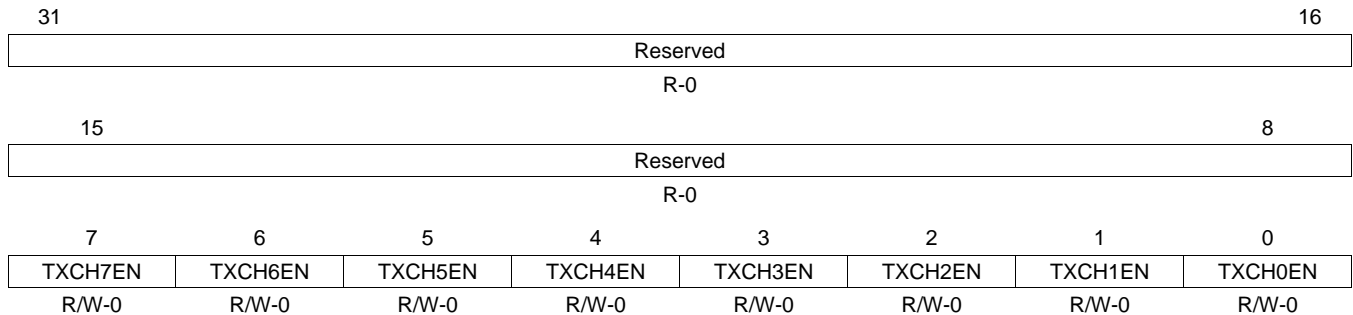 31 16
Reserved
R-0
15 8
Reserved
R-0
7 6 5 4 3 2 1 0
TXCH7EN TXCH6EN TXCH5EN TXCH4EN TXCH3EN TXCH2EN TXCH1EN TXCH0EN
R/W-0 R/W-0 R/W-0 R/W-0 R/W-0 R/W-0 R/W-0 R/W-0